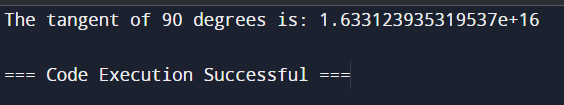 The tangent of 90 degrees is: 1.633123935319537e+16
=== Code Execution Successful ===